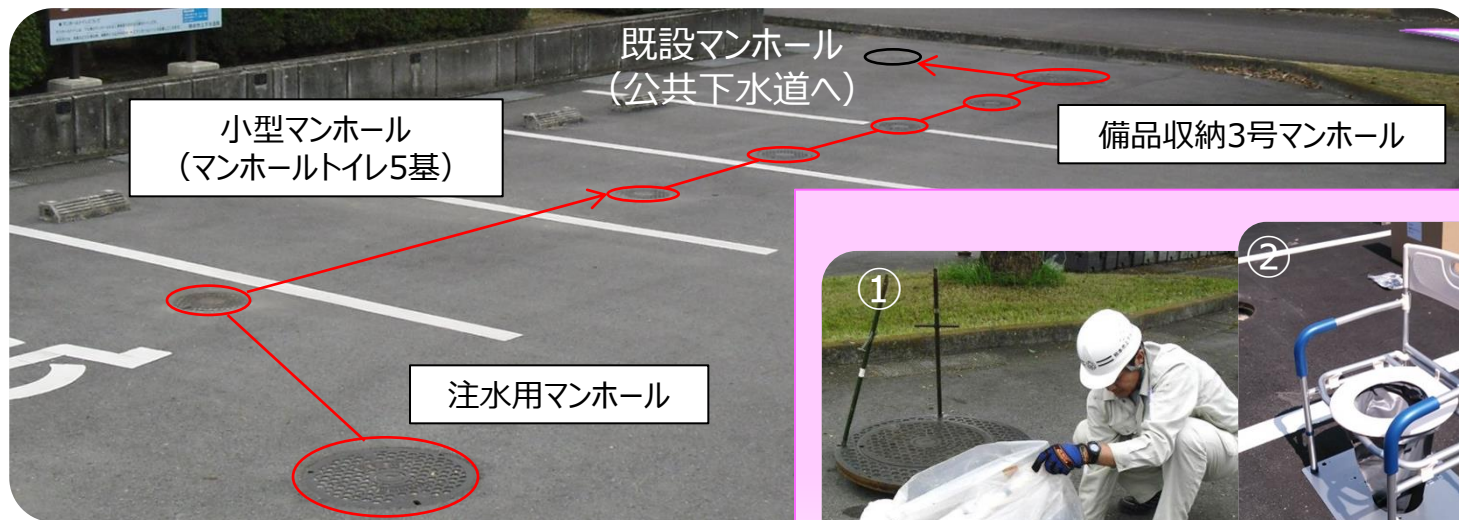 既設マンホール
（公共下水道へ）
小型マンホール
（マンホールトイレ5基）
備品収納3号マンホール
注水用マンホール
①
②